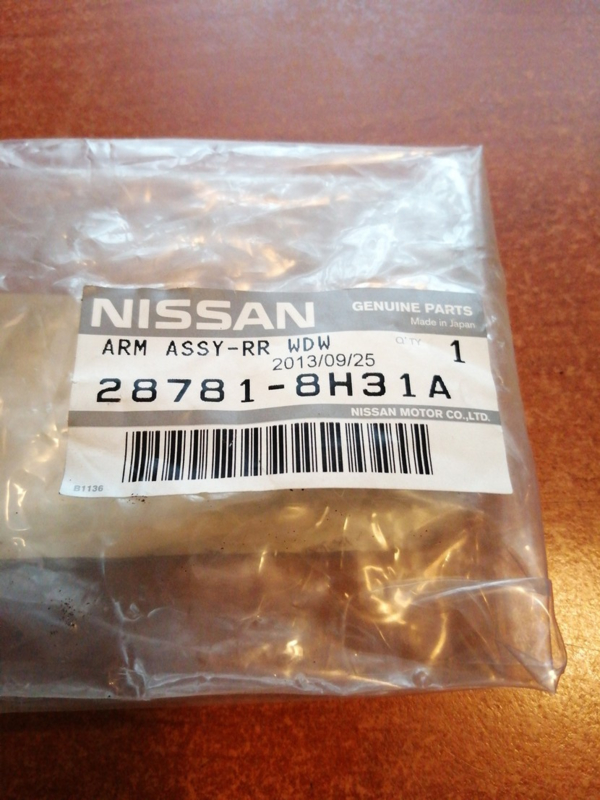 NISSAN GENUINE PARTS
Made in Japan
ARM ASSY-RR WDW Q'TY 1
2013/09/25
28781-8H31A
NISSAN MOTOR CO.,LTD.
B1136